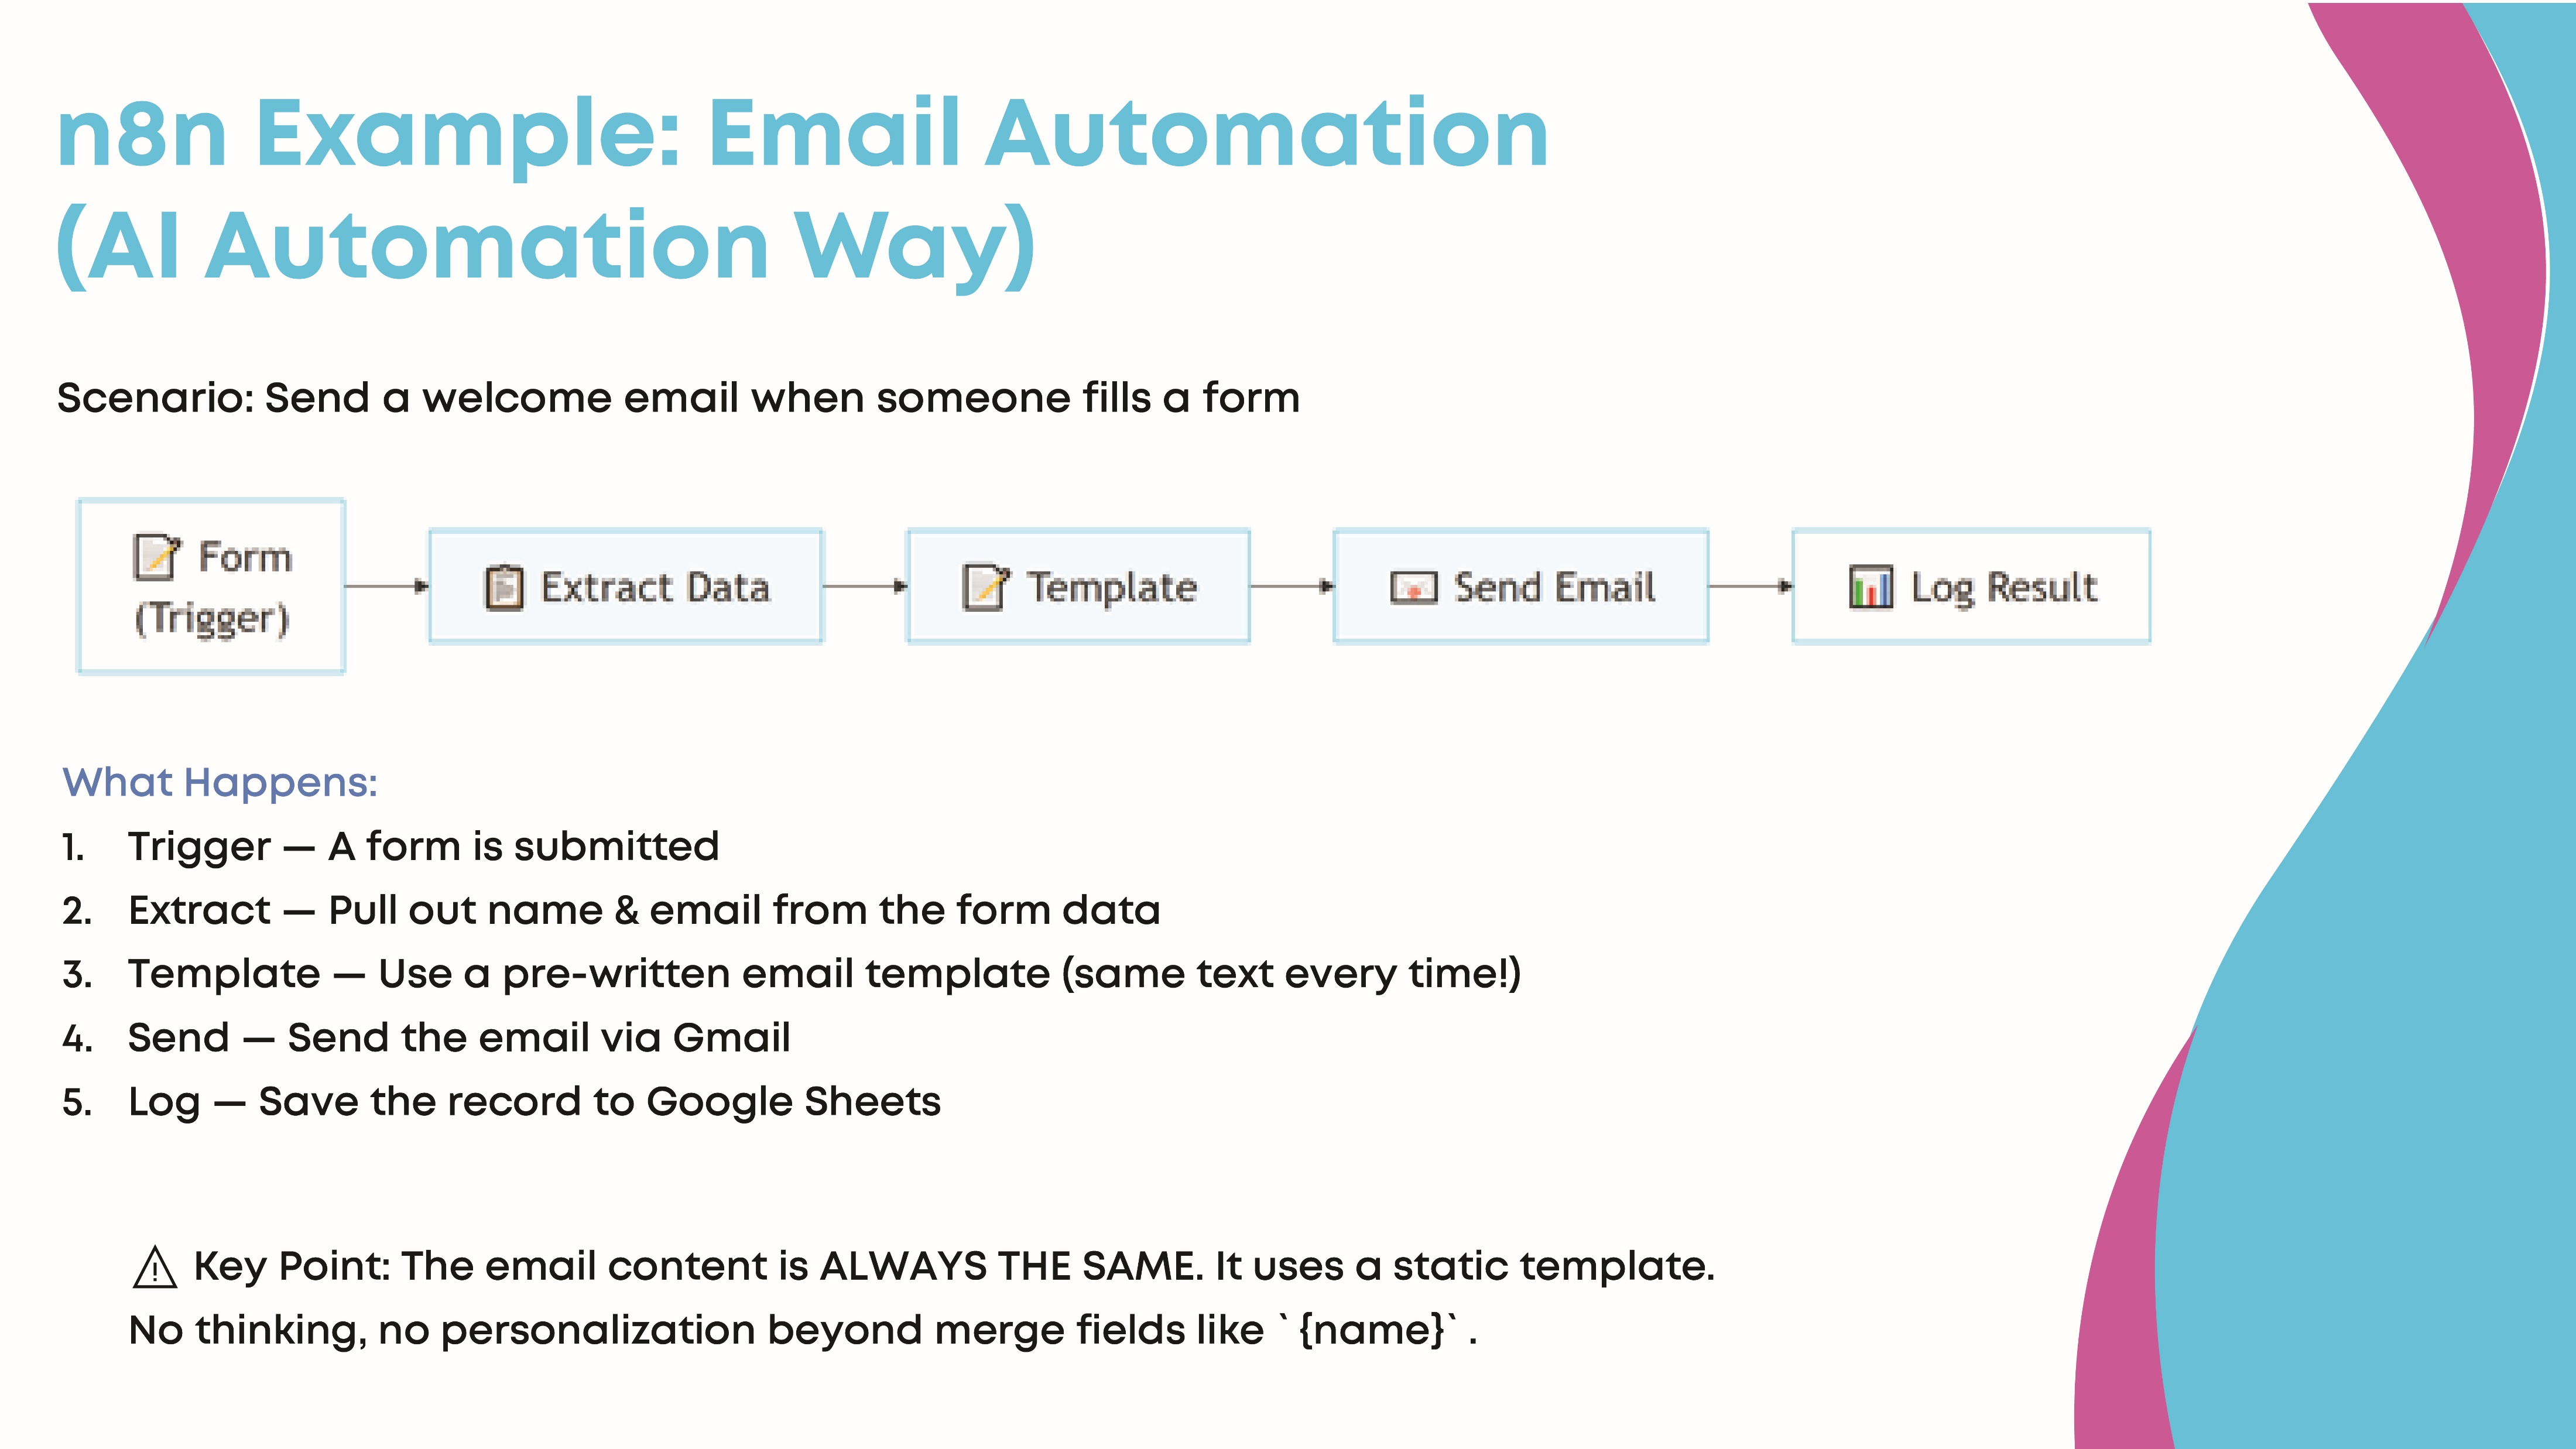 n8n Example: Email Automation
(AI Automation Way)
Scenario: Send a welcome email when someone fills a form
📝 Form
(Trigger)
📋 Extract Data
📝 Template
💌 Send Email
📊 Log Result
What Happens:
1. Trigger — A form is submitted
2. Extract — Pull out name & email from the form data
3. Template — Use a pre-written email template (same text every time!)
4. Send — Send the email via Gmail
5. Log — Save the record to Google Sheets
⚠ Key Point: The email content is ALWAYS THE SAME. It uses a static template.
No thinking, no personalization beyond merge fields like `{name}`.